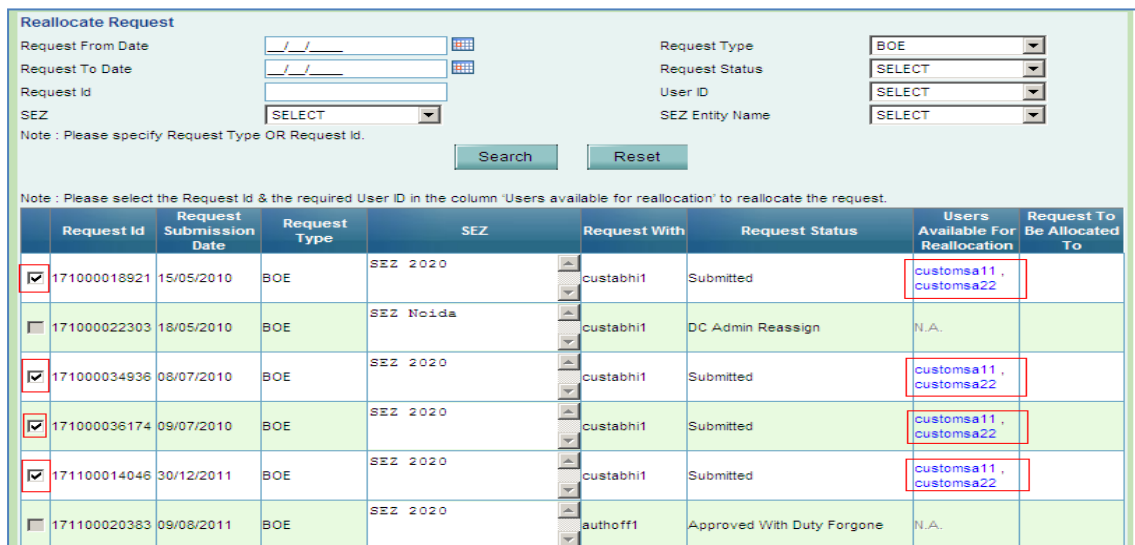 Reallocate Request
Request From Date __/__/____ Request Type BOE
Request To Date __/__/____ Request Status SELECT
Request Id User ID SELECT
SEZ SELECT SEZ Entity Name SELECT
Note : Please specify Request Type OR Request Id.
Search Reset
Note : Please select the Request Id & the required User ID in the column 'Users available for reallocation' to reallocate the request.
Request Id Request Submission Date Request Type SEZ Request With Request Status Users Available For Reallocation Request To Be Allocated To
171000018921 15/05/2010 BOE SEZ 2020 custabhi1 Submitted customsa11 , customsa22
171000022303 18/05/2010 BOE SEZ Noida custabhi1 DC Admin Reassign N.A.
171000034936 08/07/2010 BOE SEZ 2020 custabhi1 Submitted customsa11 , customsa22
171000036174 09/07/2010 BOE SEZ 2020 custabhi1 Submitted customsa11 , customsa22
171100014046 30/12/2011 BOE SEZ 2020 custabhi1 Submitted customsa11 , customsa22
171100020383 09/08/2011 BOE SEZ 2020 authoff1 Approved With Duty Forgone N.A.